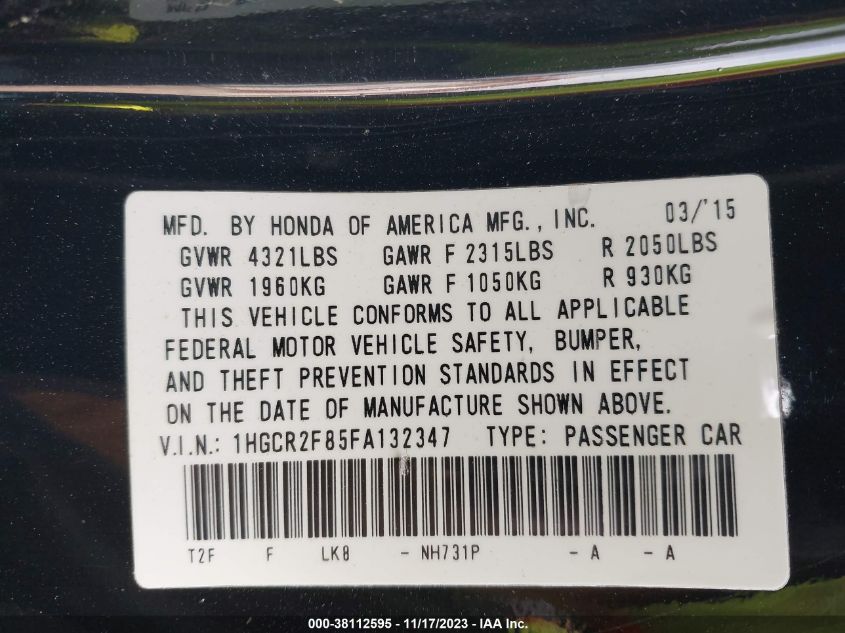 MFD. BY HONDA OF AMERICA MFG., INC. 03/'15
GVWR 4321LBS GAWR F 2315LBS R 2050LBS
GVWR 1960KG GAWR F 1050KG R 930KG
THIS VEHICLE CONFORMS TO ALL APPLICABLE
FEDERAL MOTOR VEHICLE SAFETY, BUMPER,
AND THEFT PREVENTION STANDARDS IN EFFECT
ON THE DATE OF MANUFACTURE SHOWN ABOVE.
V.I.N.: 1HGCR2F85FA132347 TYPE: PASSENGER CAR
T2F F LK8 - NH731P - A - A
000-38112595 - 11/17/2023 - IAA Inc.